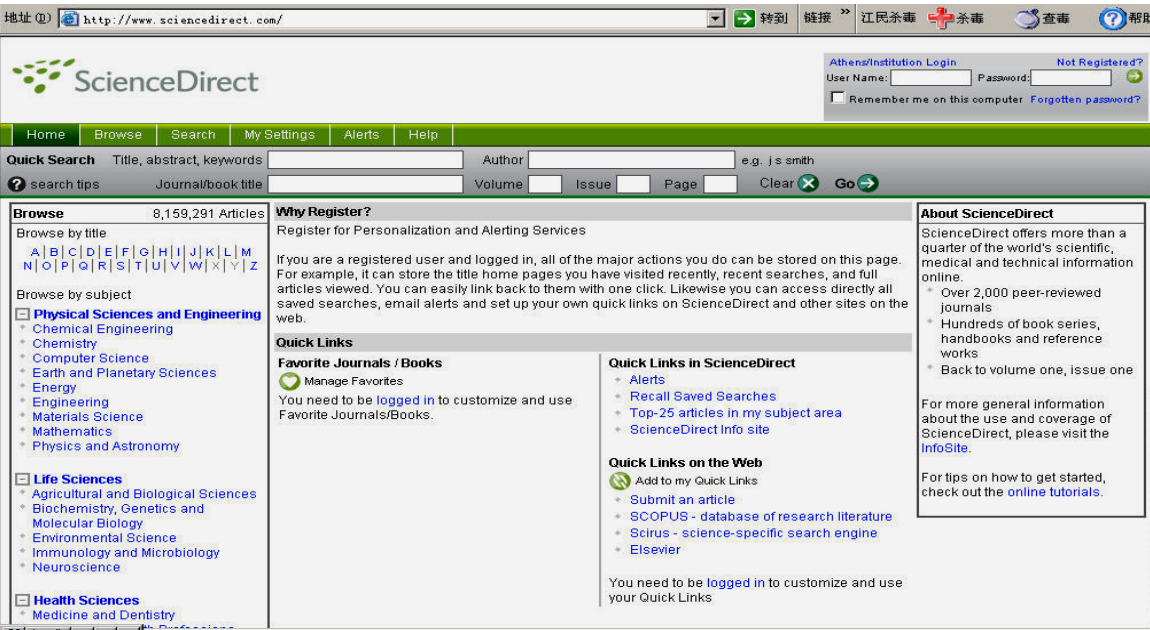 地址(D) http://www.sciencedirect.com/ 转到 链接 » 江民杀毒 杀毒 查毒 帮助
ScienceDirect
Athens/Institution Login Not Registered?
User Name: Password:
Remember me on this computer Forgotten password?
Home Browse Search My Settings Alerts Help
Quick Search Title, abstract, keywords Author e.g. j s smith
? search tips Journal/book title Volume Issue Page Clear Go
Browse 8,159,291 Articles
Browse by title
A|B|C|D|E|F|G|H|I|J|K|L|M
N|O|P|Q|R|S|T|U|V|W|X|Y|Z
Browse by subject
Physical Sciences and Engineering
Chemical Engineering
Chemistry
Computer Science
Earth and Planetary Sciences
Energy
Engineering
Materials Science
Mathematics
Physics and Astronomy
Life Sciences
Agricultural and Biological Sciences
Biochemistry, Genetics and
Molecular Biology
Environmental Science
Immunology and Microbiology
Neuroscience
Health Sciences
Medicine and Dentistry
Why Register?
Register for Personalization and Alerting Services
If you are a registered user and logged in, all of the major actions you do can be stored on this page.
For example, it can store the title home pages you have visited recently, recent searches, and full
articles viewed. You can easily link back to them with one click. Likewise you can access directly all
saved searches, email alerts and set up your own quick links on ScienceDirect and other sites on the
web.
Quick Links
Favorite Journals / Books
Manage Favorites
You need to be logged in to customize and use
Favorite Journals/Books.
Quick Links in ScienceDirect
Alerts
Recall Saved Searches
Top-25 articles in my subject area
ScienceDirect Info site
Quick Links on the Web
Add to my Quick Links
Submit an article
SCOPUS - database of research literature
Scirus - science-specific search engine
Elsevier
You need to be logged in to customize and use
your Quick Links
About ScienceDirect
ScienceDirect offers more than a
quarter of the world's scientific,
medical and technical information
online.
Over 2,000 peer-reviewed
journals
Hundreds of book series,
handbooks and reference
works
Back to volume one, issue one
For more general information
about the use and coverage of
ScienceDirect, please visit the
InfoSite.
For tips on how to get started,
check out the online tutorials.